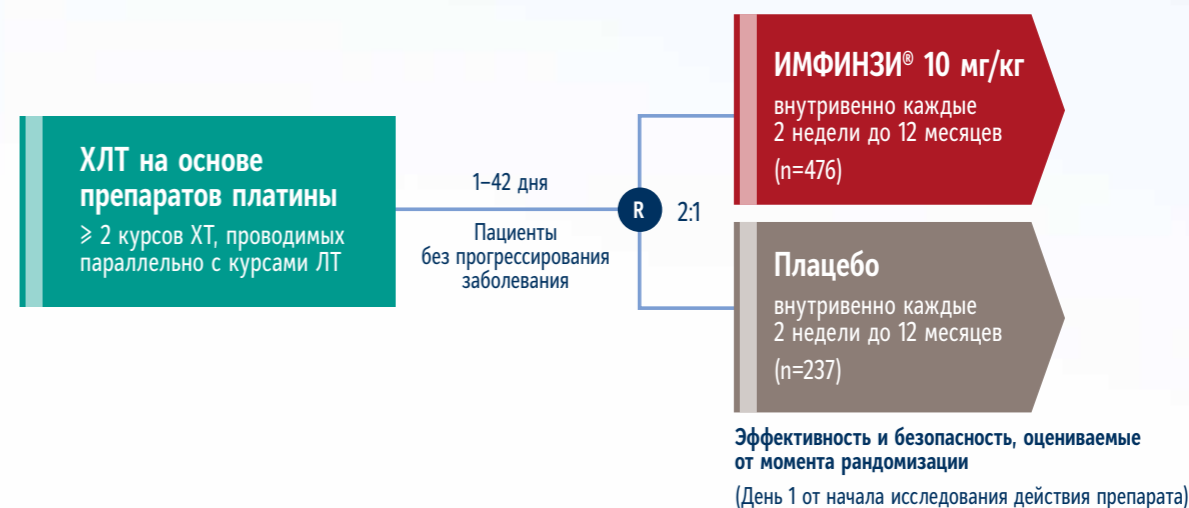 ХЛТ на основе
препаратов платины
⩾ 2 курсов ХТ, проводимых
параллельно с курсами ЛТ
1–42 дня
Пациенты
без прогрессирования
заболевания
R
2:1
ИМФИНЗИ® 10 мг/кг
внутривенно каждые
2 недели до 12 месяцев
(n=476)
Плацебо
внутривенно каждые
2 недели до 12 месяцев
(n=237)
Эффективность и безопасность, оцениваемые
от момента рандомизации
(День 1 от начала исследования действия препарата)